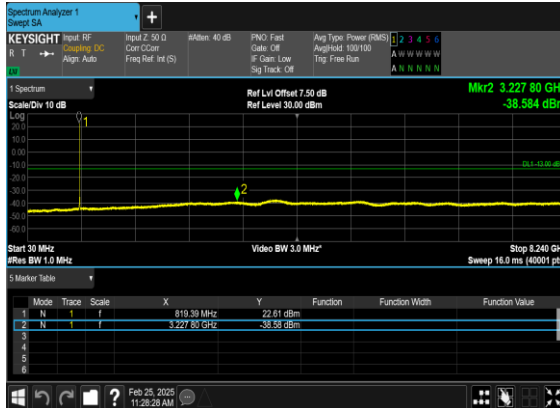 Spectrum Analyzer 1
Swept SA
KEYSIGHT
R T
LXI
Input: RF
Coupling: DC
Align: Auto
Input Z: 50 Ω
Corr CCorr
Freq Ref: Int (S)
#Atten: 40 dB
PNO: Fast
Gate: Off
IF Gain: Low
Sig Track: Off
Avg Type: Power (RMS)
Avg|Hold: 100/100
Trig: Free Run
1 2 3 4 5 6
A W W W W W
A N N N N N
1 Spectrum
Scale/Div 10 dB
Ref Lvl Offset 7.50 dB
Ref Level 30.00 dBm
Mkr2 3.227 80 GH
-38.584 dBr
Log
20.0
10.0
0.00
-10.0
-20.0
-30.0
-40.0
-50.0
-60.0
1
2
DL1 -13.00 dB
Start 30 MHz
#Res BW 1.0 MHz
Video BW 3.0 MHz*
Stop 8.240 GH
Sweep 16.0 ms (40001 pt
5 Marker Table
Mode Trace Scale X Y Function Function Width Function Value
1 N 1 f 819.39 MHz 22.61 dBm
2 N 1 f 3.227 80 GHz -38.58 dBm
3
4
5
6
?
Feb 25, 2025
11:28:28 AM